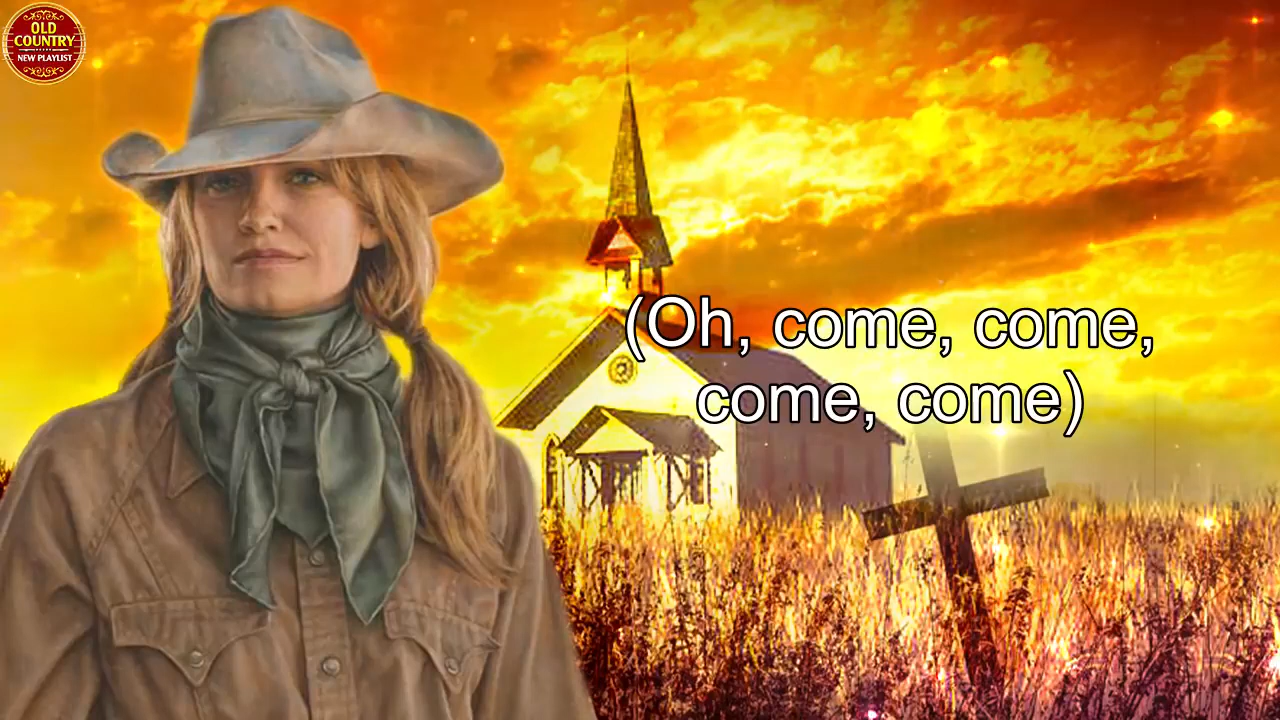 OLD
COUNTRY
NEW PLAYLIST
(Oh, come, come,
come, come)